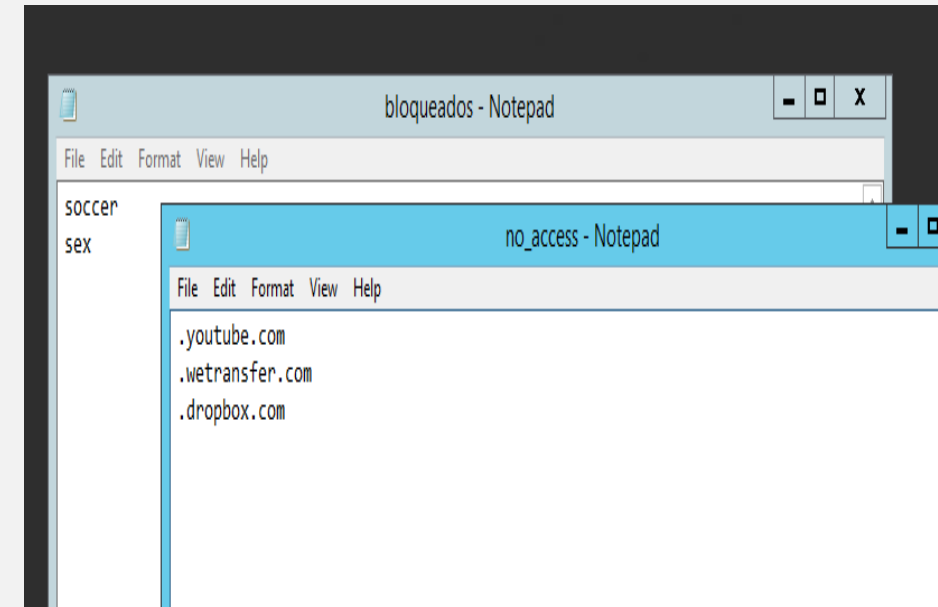 bloqueados - Notepad
File Edit Format View Help
soccer
sex
no_access - Notepad
File Edit Format View Help
.youtube.com
.wetransfer.com
.dropbox.com